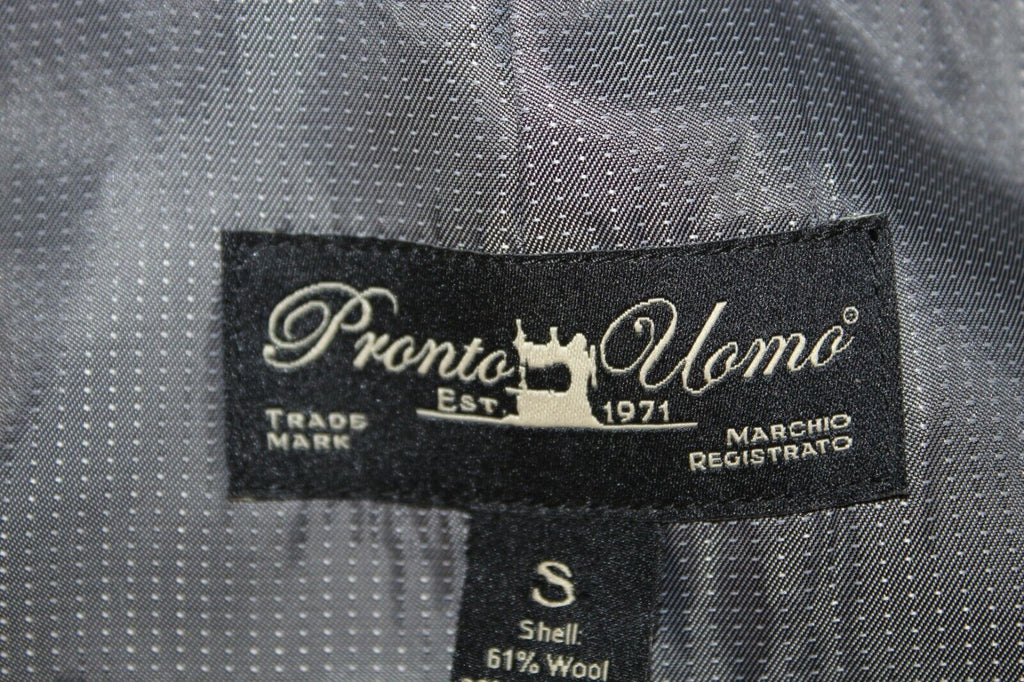 Pronto Uomo®
EST. 1971
TRADE
MARK
MARCHIO
REGISTRATO
S
Shell:
61% Wool